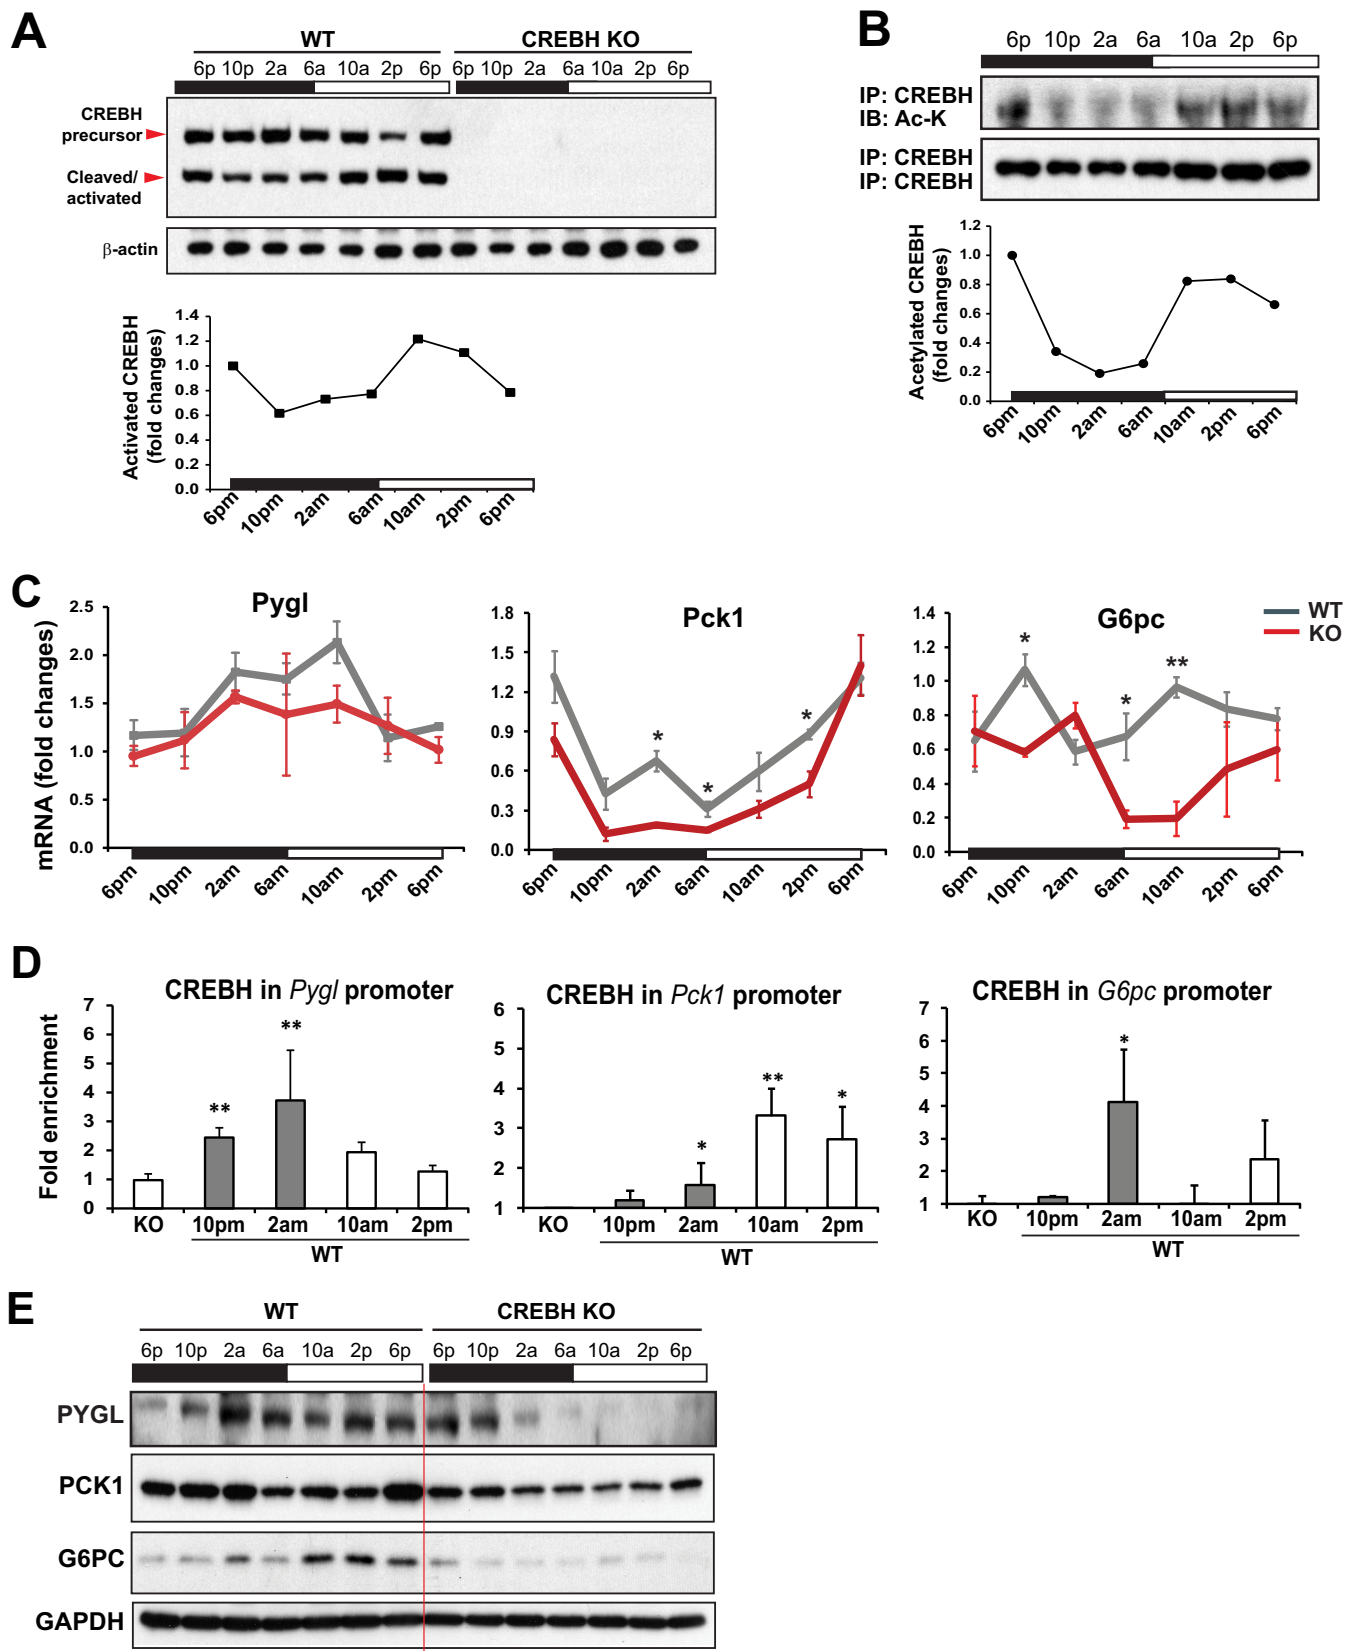 A
WT CREBH KO
6p 10p 2a 6a 10a 2p 6p 6p 10p 2a 6a 10a 2p 6p
CREBH
precursor
Cleaved/
activated
β-actin
Activated CREBH
(fold changes)
1.4
1.2
1.0
0.8
0.6
0.4
0.2
0.0
6pm 10pm 2am 6am 10am 2pm 6pm
B
6p 10p 2a 6a 10a 2p 6p
IP: CREBH
IB: Ac-K
IP: CREBH
IP: CREBH
Acetylated CREBH
(fold changes)
1.2
1.0
0.8
0.6
0.4
0.2
0.0
6pm 10pm 2am 6am 10am 2pm 6pm
C
mRNA (fold changes)
Pygl
2.5
2.0
1.5
1.0
0.5
0.0
6pm 10pm 2am 6am 10am 2pm 6pm
Pck1
1.8
1.5
1.2
0.9
0.6
0.3
0.0
* * *
6pm 10pm 2am 6am 10am 2pm 6pm
G6pc
1.4
1.2
1.0
0.8
0.6
0.4
0.2
0.0
* * **
6pm 10pm 2am 6am 10am 2pm 6pm
WT
KO
D
Fold enrichment
CREBH in Pygl promoter
7
6
5
4
3
2
1
0
** **
KO 10pm 2am 10am 2pm
WT
CREBH in Pck1 promoter
6
5
4
3
2
1
* ** *
KO 10pm 2am 10am 2pm
WT
CREBH in G6pc promoter
7
6
5
4
3
2
1
*
KO 10pm 2am 10am 2pm
WT
E
WT CREBH KO
6p 10p 2a 6a 10a 2p 6p 6p 10p 2a 6a 10a 2p 6p
PYGL
PCK1
G6PC
GAPDH